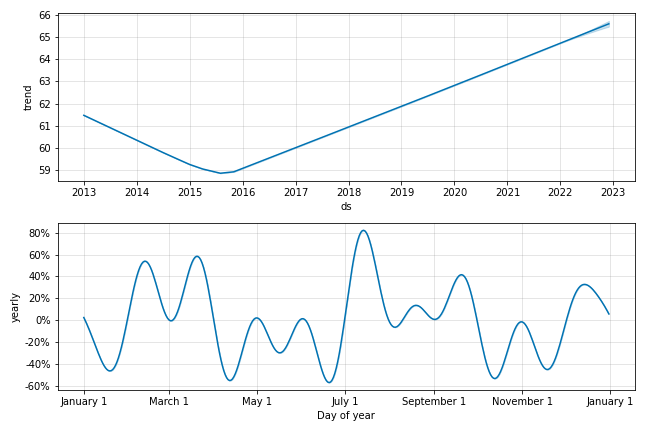 66
65
64
63
62
61
60
59
trend
2013 2014 2015 2016 2017 2018 2019 2020 2021 2022 2023
ds
80%
60%
40%
20%
0%
-20%
-40%
-60%
yearly
January 1 March 1 May 1 July 1 September 1 November 1 January 1
Day of year